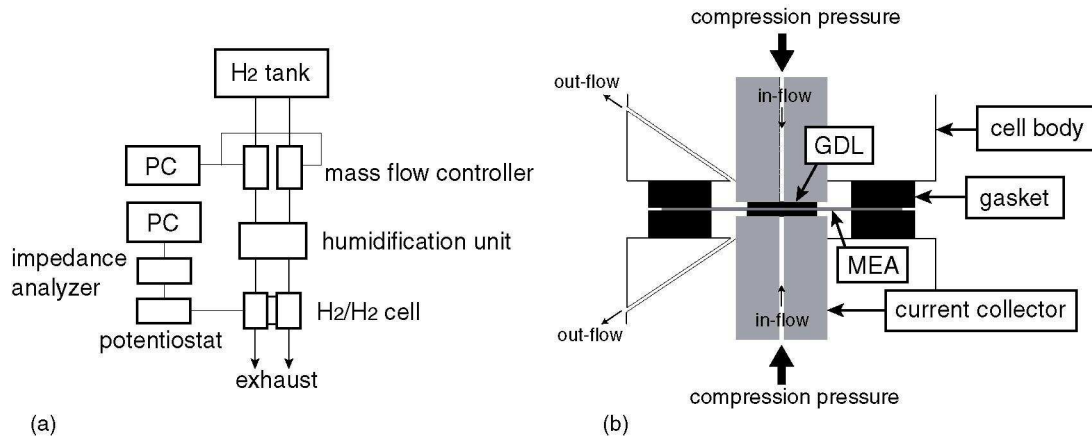 H2 tank
PC
mass flow controller
PC
humidification unit
impedance
analyzer
H2/H2 cell
potentiostat
exhaust
(a)
compression pressure
out-flow
in-flow
cell body
GDL
gasket
MEA
in-flow
current collector
out-flow
compression pressure
(b)